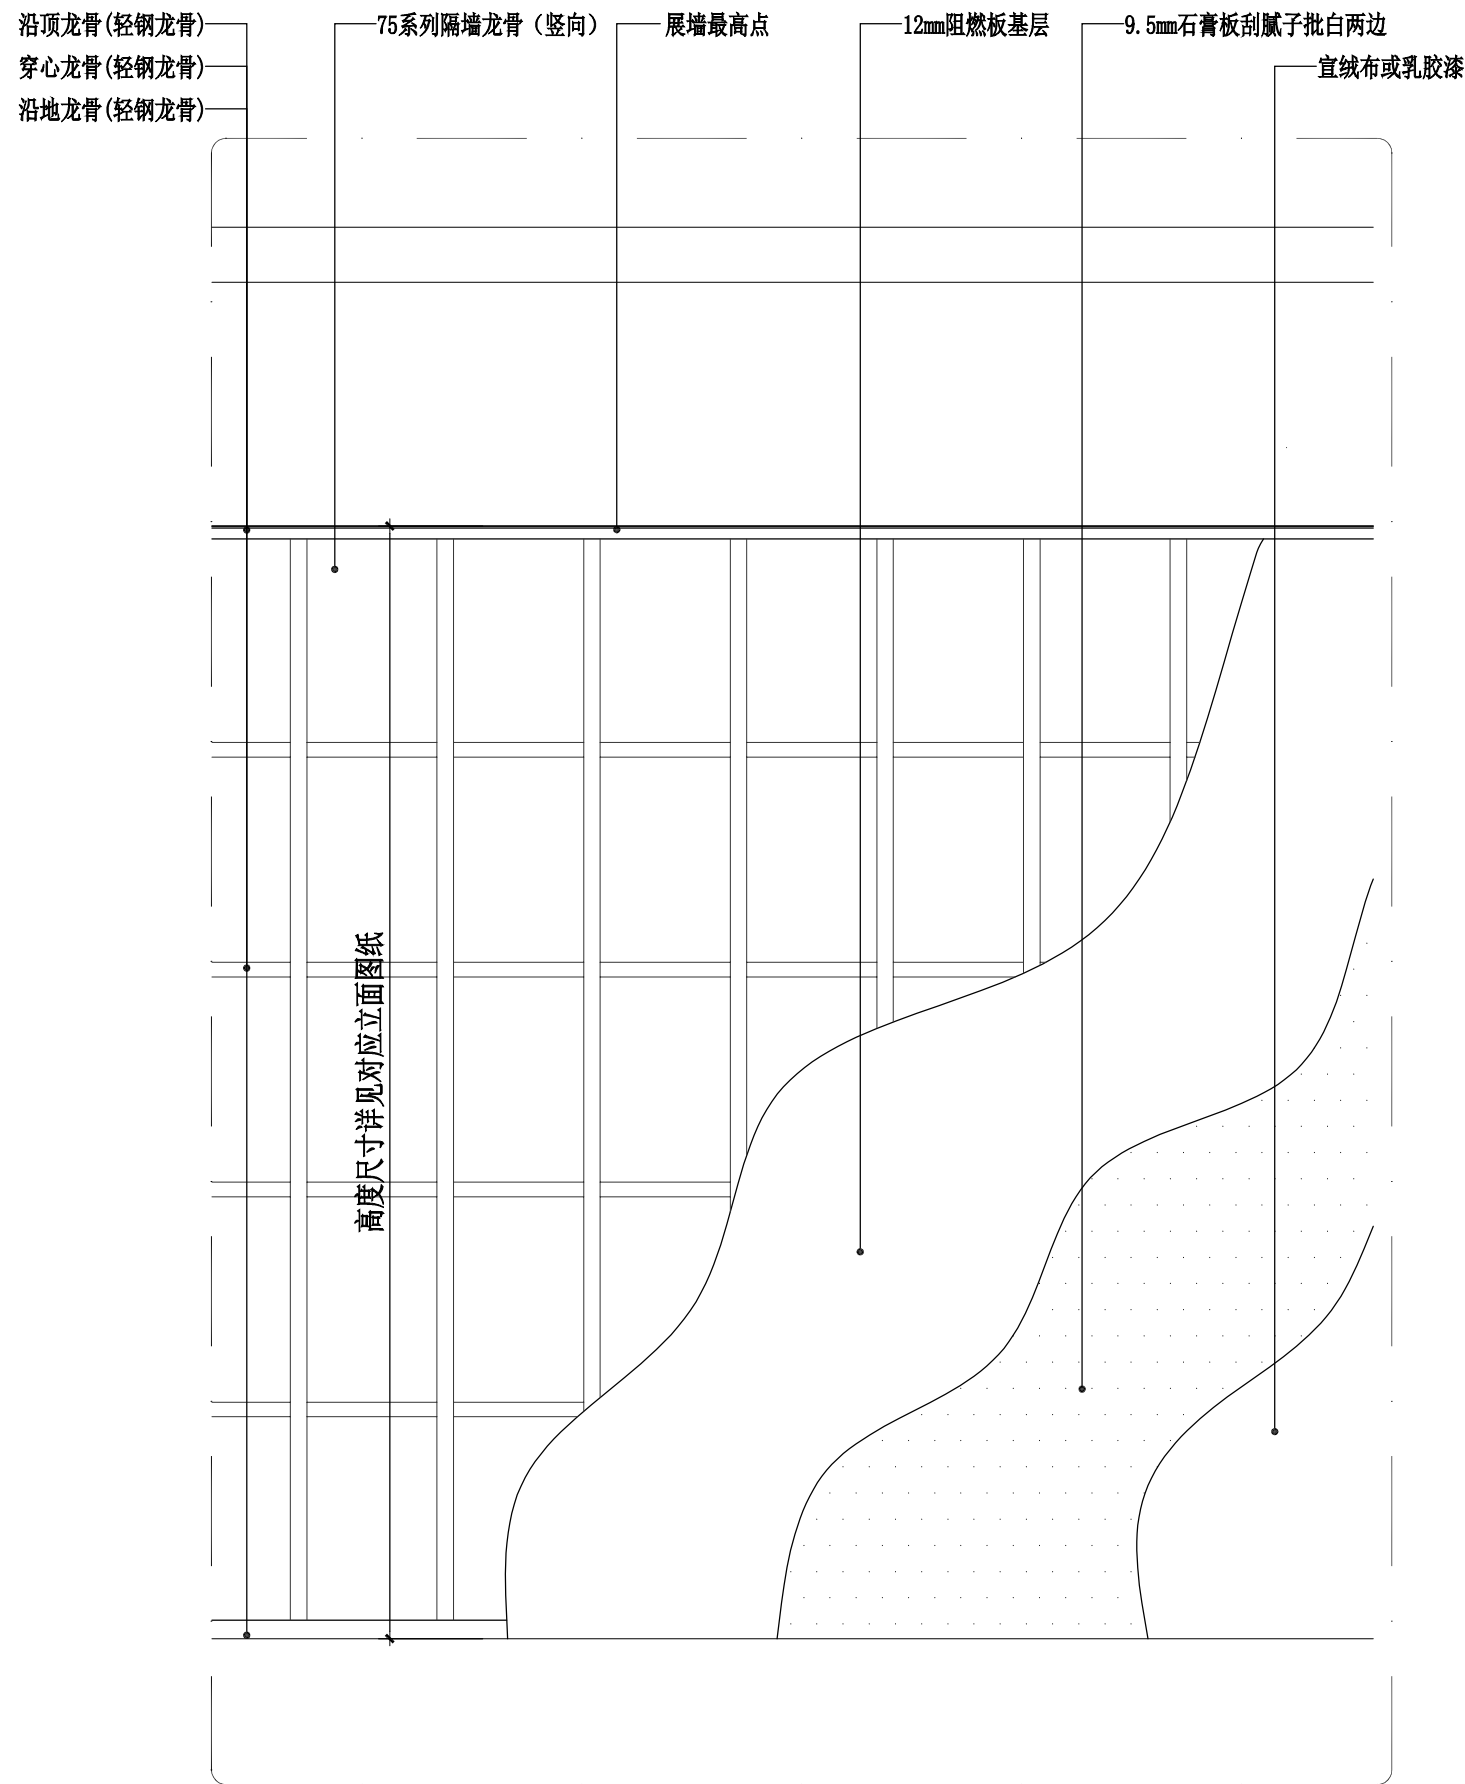 沿顶龙骨(轻钢龙骨)
穿心龙骨(轻钢龙骨)
沿地龙骨(轻钢龙骨)
75系列隔墙龙骨（竖向）
展墙最高点
12mm阻燃板基层
9.5mm石膏板刮腻子批白两边
宣绒布或乳胶漆
高度尺寸详见对应立面图纸